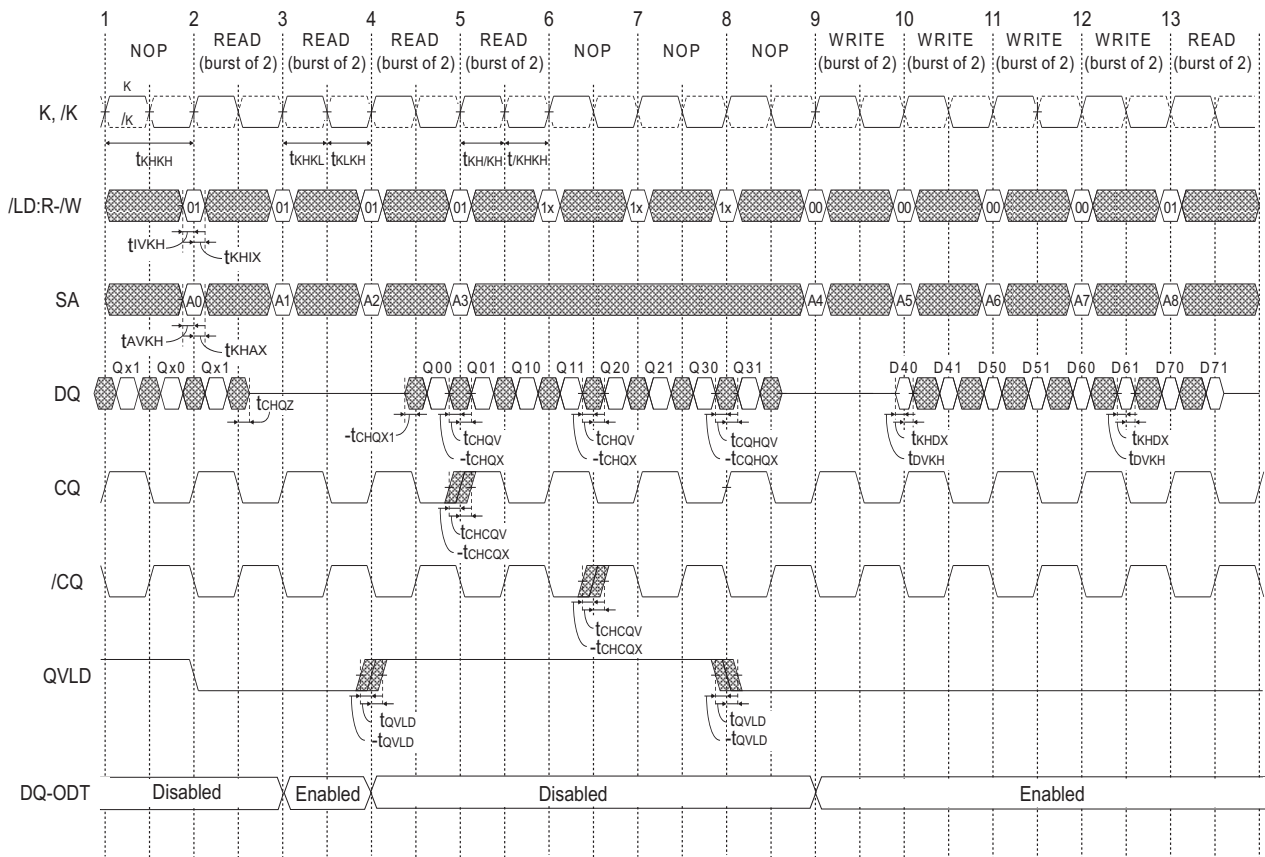 1 2 3 4 5 6 7 8 9 10 11 12 13
NOP READ READ READ READ NOP NOP NOP WRITE WRITE WRITE WRITE READ
(burst of 2) (burst of 2) (burst of 2) (burst of 2) (burst of 2) (burst of 2) (burst of 2) (burst of 2) (burst of 2)
K
K, /K
/K
tKHKH tKHKL tKLKH tKH/KH t/KHKH
/LD:R-/W 01 01 01 01 1x 1x 1x 00 00 00 00 01
tIVKH tKHIX
SA A0 A1 A2 A3 A4 A5 A6 A7 A8
tAVKH tKHAX
Qx1 Qx0 Qx1 Q00 Q01 Q10 Q11 Q20 Q21 Q30 Q31 D40 D41 D50 D51 D60 D61 D70 D71
DQ
tCHQZ
-tCHQX1 tCHQV tCHQV tCQHQV tKHDX tKHDX
-tCHQX -tCHQX -tCQHQX tDVKH tDVKH
CQ
tCHCQV
-tCHCQX
/CQ
tCHCQV
-tCHCQX
QVLD
tQVLD tQVLD
-tQVLD -tQVLD
DQ-ODT Disabled Enabled Disabled Enabled